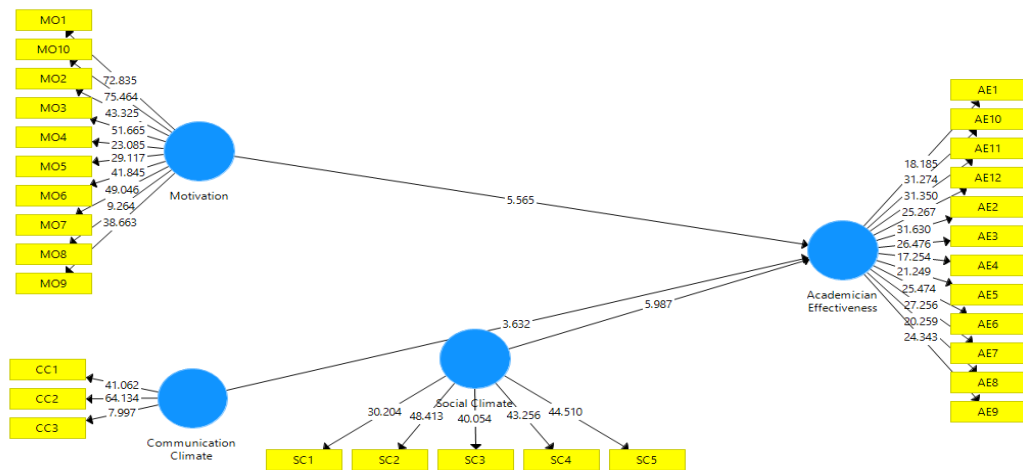 MO1
MO10
MO2
MO3
MO4
MO5
MO6
MO7
MO8
MO9
72.835
75.464
43.325
51.665
23.085
29.117
41.845
49.046
9.264
38.663
Motivation
5.565
CC1
CC2
CC3
41.062
64.134
7.997
Communication
Climate
3.632
5.987
Social Climate
30.204
48.413
40.054
43.256
44.510
SC1
SC2
SC3
SC4
SC5
Academician
Effectiveness
18.185
31.274
31.350
25.267
31.630
26.476
17.254
21.249
25.474
27.256
20.259
24.343
AE1
AE10
AE11
AE12
AE2
AE3
AE4
AE5
AE6
AE7
AE8
AE9